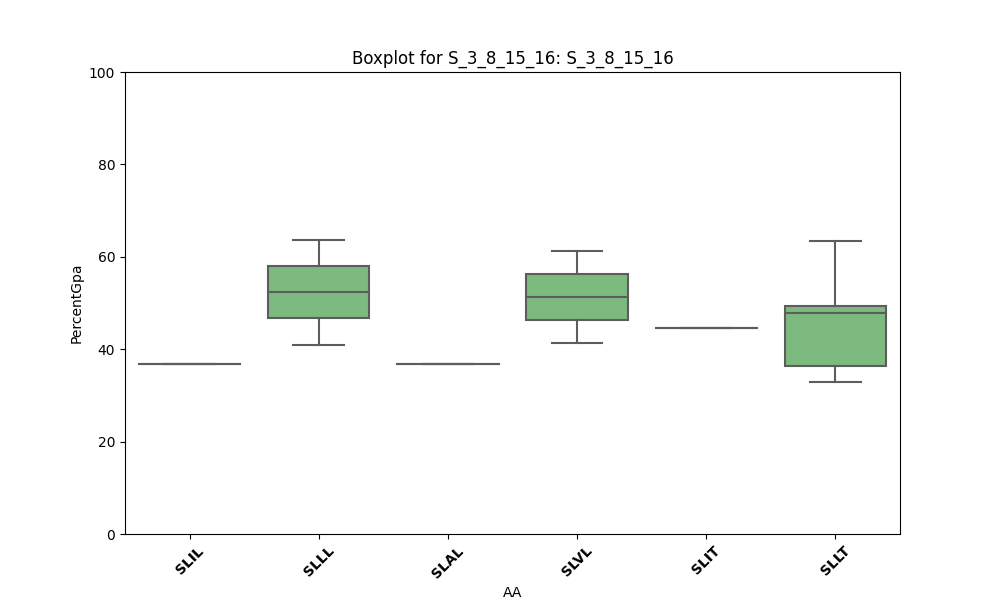 Boxplot for S_3_8_15_16: S_3_8_15_16
100
80
60
40
20
0
PercentGpa
SLIL
SLLL
SLAL
SLVL
SLIT
SLLT
AA